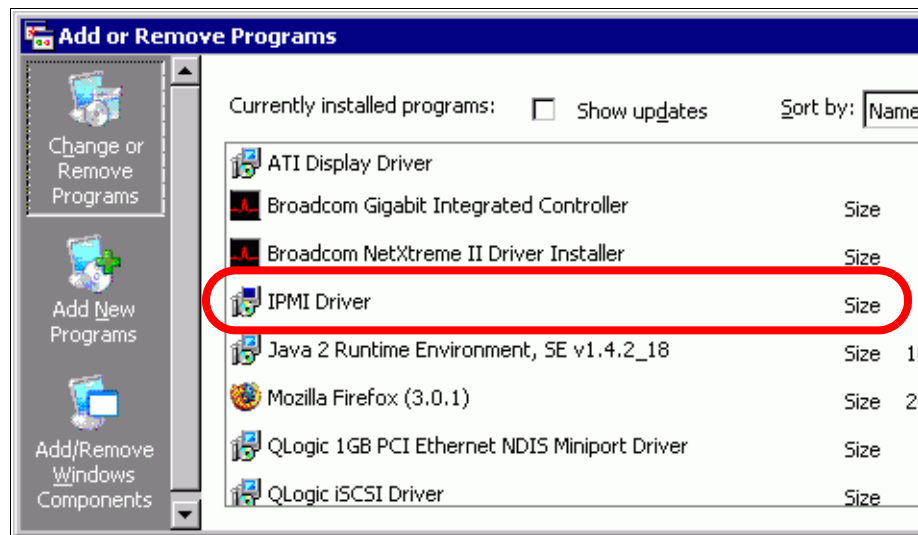 Add or Remove Programs
Change or
Remove
Programs
Add New
Programs
Add/Remove
Windows
Components
Currently installed programs:
Show updates
Sort by:
Name
ATI Display Driver
Broadcom Gigabit Integrated Controller
Size
Broadcom NetXtreme II Driver Installer
Size
IPMI Driver
Size
Java 2 Runtime Environment, SE v1.4.2_18
Size
Mozilla Firefox (3.0.1)
Size
QLogic 1GB PCI Ethernet NDIS Miniport Driver
Size
QLogic iSCSI Driver
Size